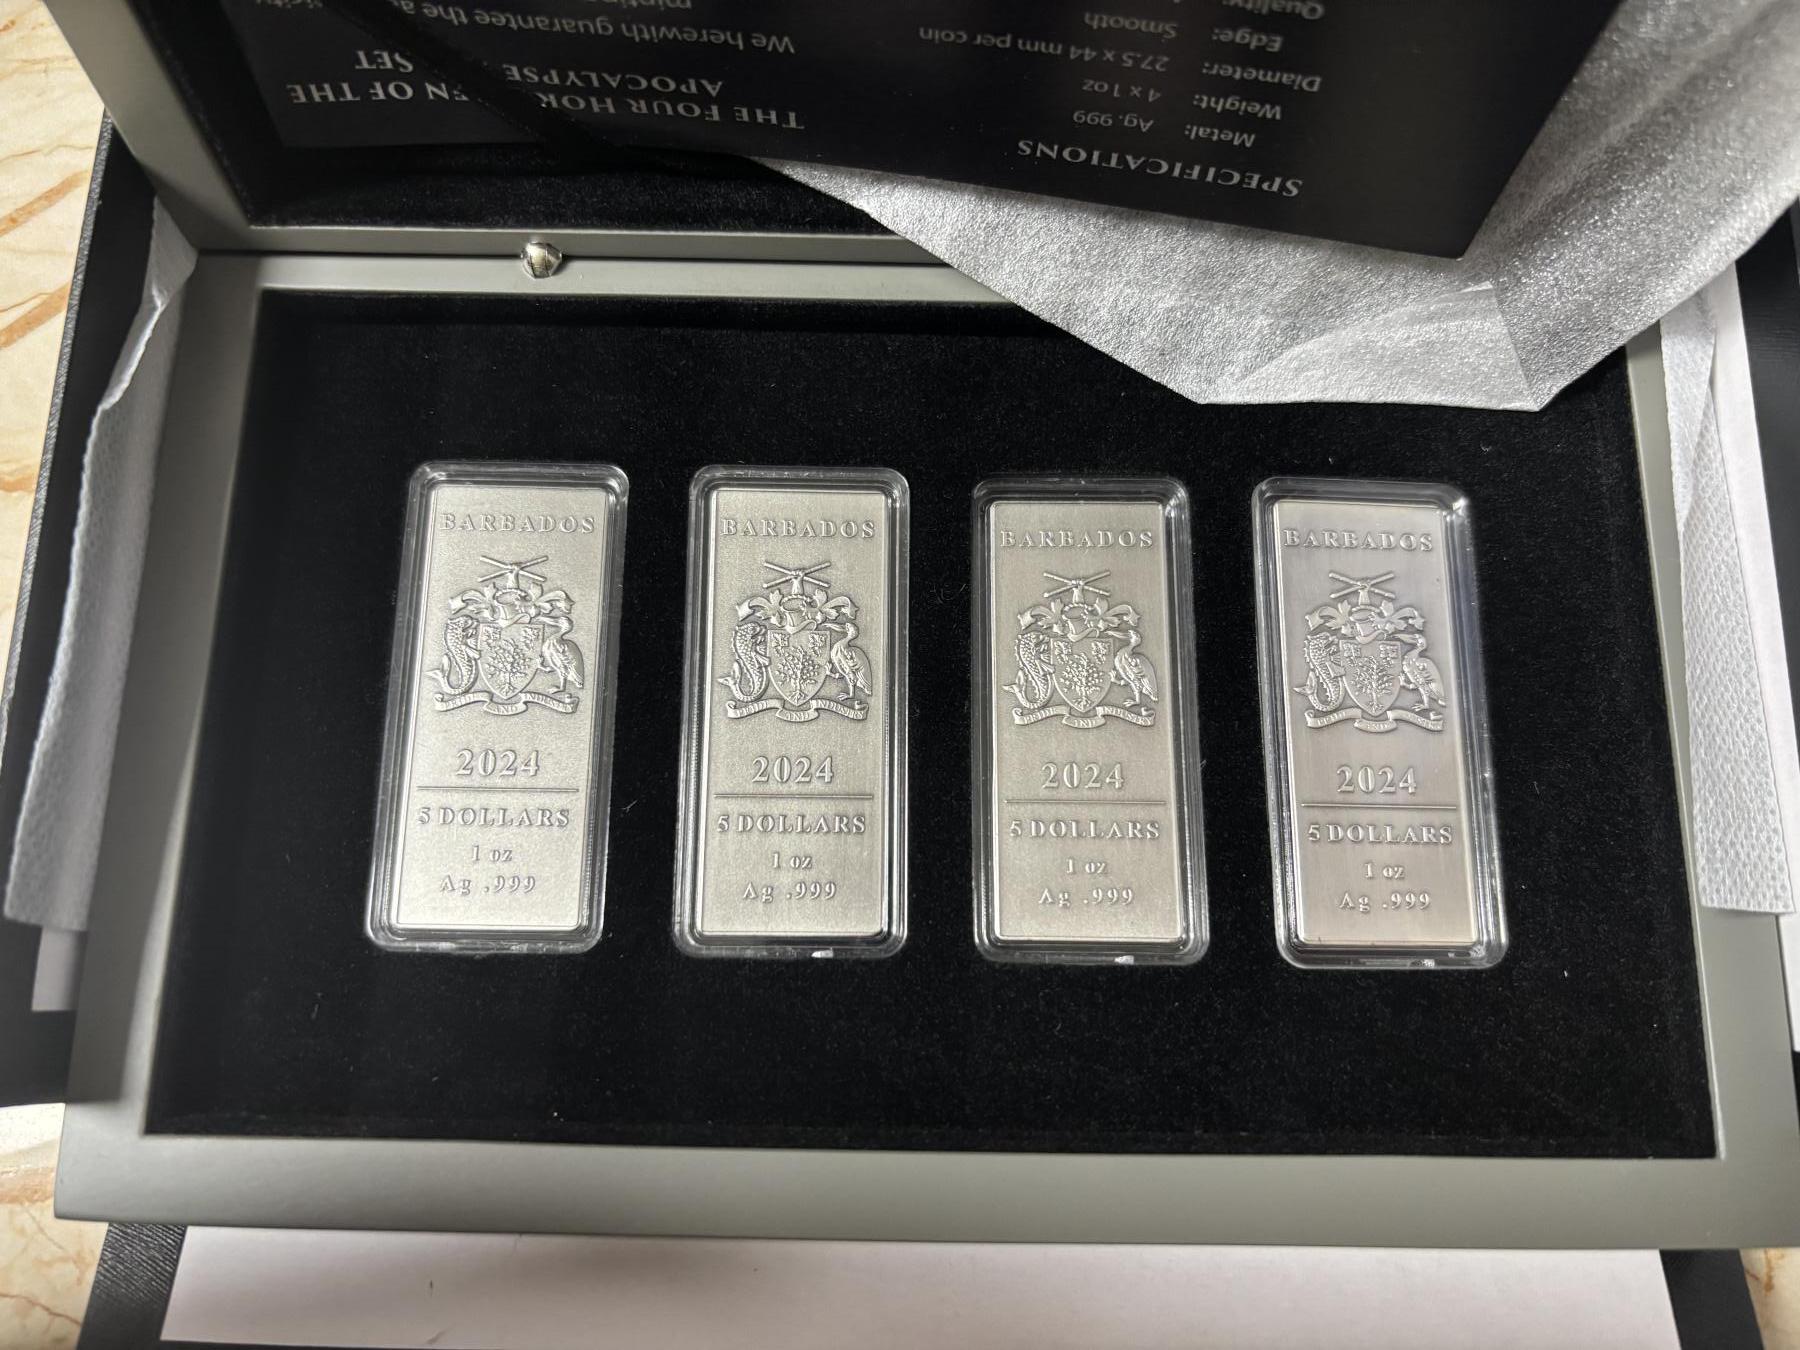 SPECIFICATIONS
Metal: Ag. 999
Weight: 4 x 1 oz
Diameter: 27.5 x 44 mm per coin
Edge: Smooth
Quality:
THE FOUR OF THE
APOCALYPSE SET
We herewith guarantee the
BARBADOS
PRIDE AND INDUSTRY
2024
5 DOLLARS
1 oz
Ag .999
BARBADOS
PRIDE AND INDUSTRY
2024
5 DOLLARS
1 oz
Ag .999
BARBADOS
PRIDE AND INDUSTRY
2024
5 DOLLARS
1 oz
Ag .999
BARBADOS
PRIDE AND INDUSTRY
2024
5 DOLLARS
1 oz
Ag .999